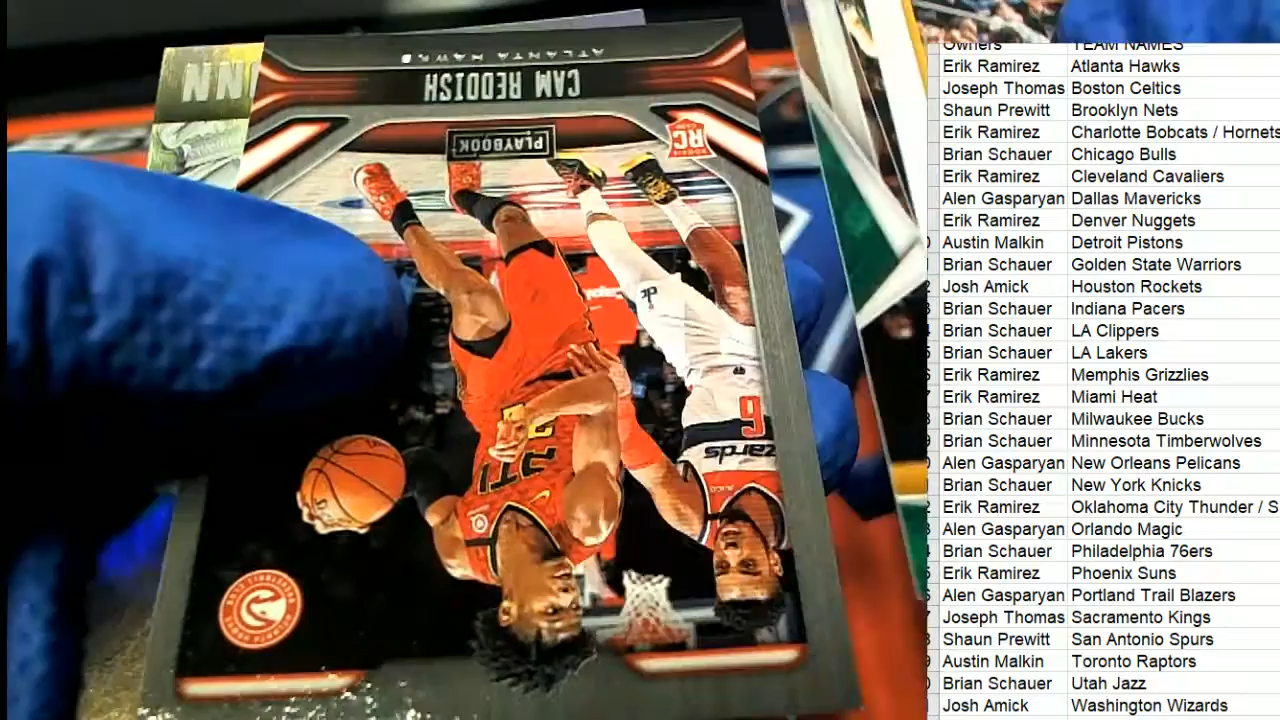 ATLANTA HAWKS
CAM REDDISH
PLAYBOOK
ROOKIE
RC
CARD
NN
ATL
22
9
zards
Owners TEAM NAMES
Erik Ramirez Atlanta Hawks
Joseph Thomas Boston Celtics
Shaun Prewitt Brooklyn Nets
Erik Ramirez Charlotte Bobcats / Hornets
Brian Schauer Chicago Bulls
Erik Ramirez Cleveland Cavaliers
Alen Gasparyan Dallas Mavericks
Erik Ramirez Denver Nuggets
Austin Malkin Detroit Pistons
Brian Schauer Golden State Warriors
Josh Amick Houston Rockets
Brian Schauer Indiana Pacers
Brian Schauer LA Clippers
Brian Schauer LA Lakers
Erik Ramirez Memphis Grizzlies
Erik Ramirez Miami Heat
Brian Schauer Milwaukee Bucks
Brian Schauer Minnesota Timberwolves
Alen Gasparyan New Orleans Pelicans
Brian Schauer New York Knicks
Erik Ramirez Oklahoma City Thunder / S
Alen Gasparyan Orlando Magic
Brian Schauer Philadelphia 76ers
Erik Ramirez Phoenix Suns
Alen Gasparyan Portland Trail Blazers
Joseph Thomas Sacramento Kings
Shaun Prewitt San Antonio Spurs
Austin Malkin Toronto Raptors
Brian Schauer Utah Jazz
Josh Amick Washington Wizards